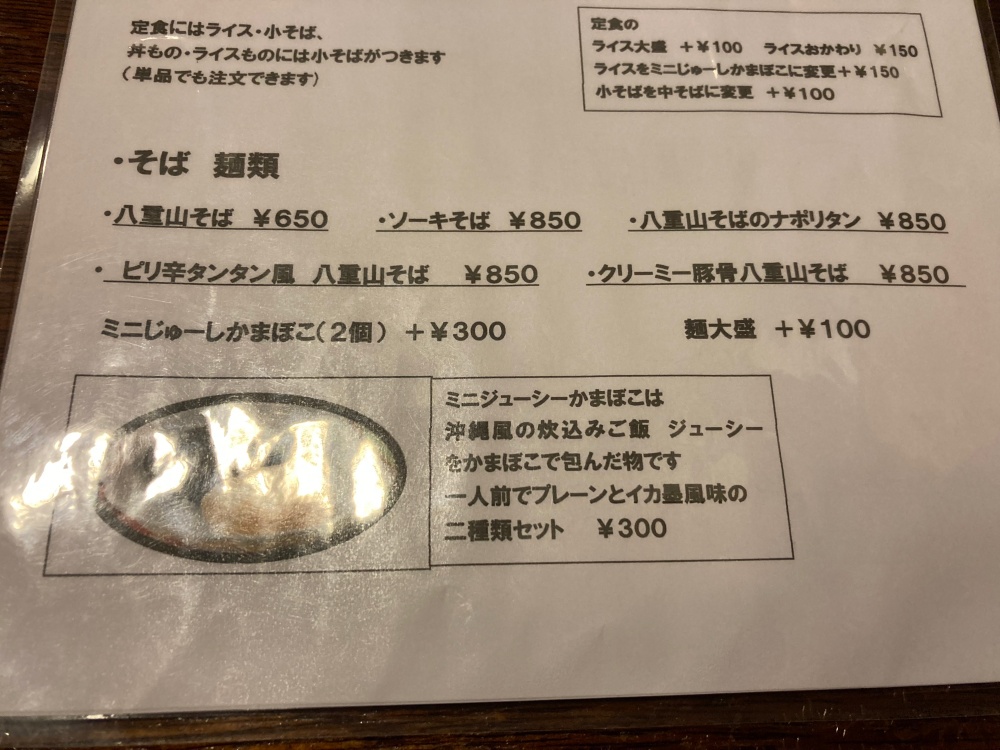 定食にはライス・小そば、
丼もの・ライスものには小そばがつきます
（単品でも注文できます）
定食の
ライス大盛 ＋￥100 ライスおかわり ￥150
ライスをミニじゅーしかまぼこに変更＋￥150
小そばを中そばに変更 ＋￥100
・そば 麺類
・八重山そば ￥650 ・ソーキそば ￥850 ・八重山そばのナポリタン ￥850
・ピリ辛タンタン風 八重山そば ￥850 ・クリーミー豚骨八重山そば ￥850
ミニじゅーしかまぼこ（２個） ＋￥300 麺大盛 ＋￥100
ミニジューシーかまぼこは
沖縄風の炊込みご飯 ジューシー
をかまぼこで包んだ物です
一人前でプレーンとイカ墨風味の
二種類セット ￥300